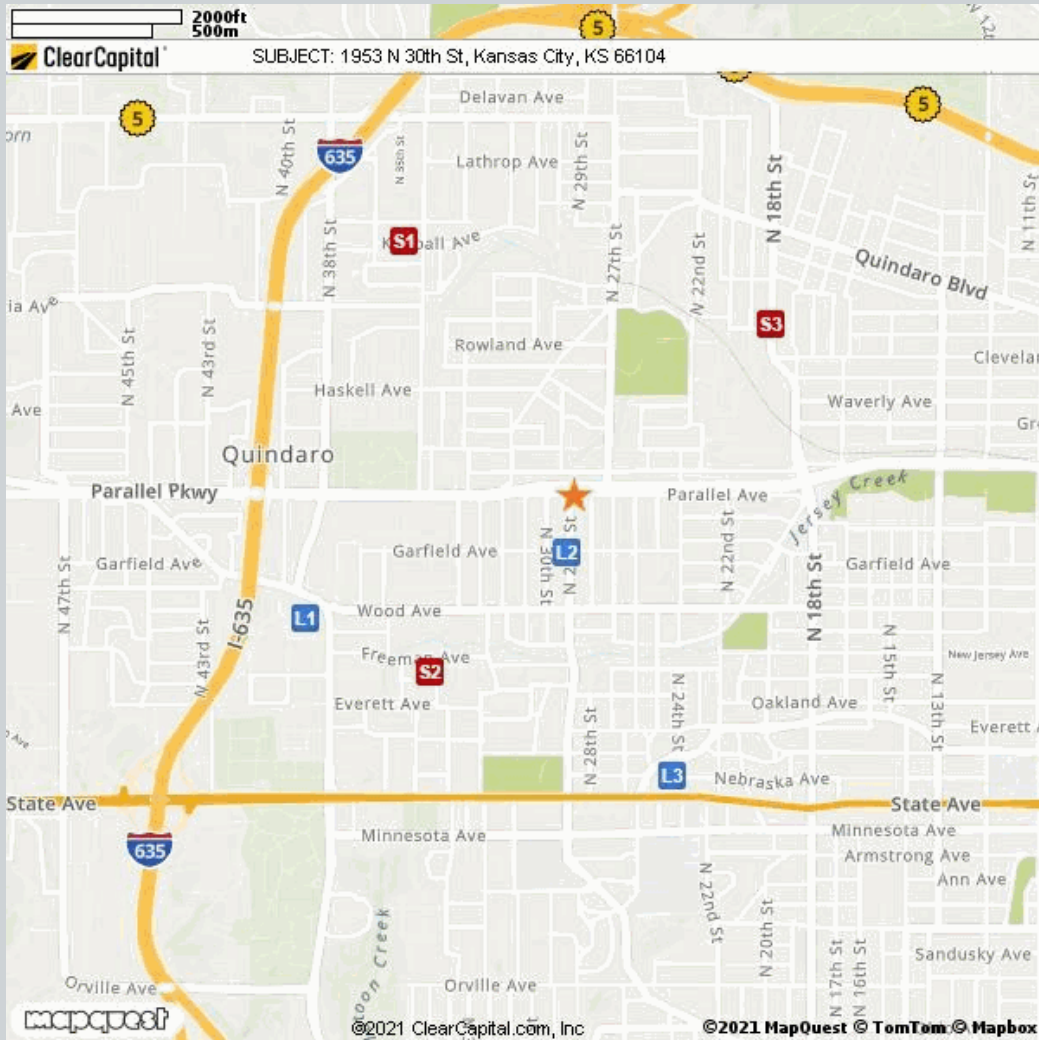 2000ft
500m
5
N 12t
ClearCapital
SUBJECT: 1953 N 30th St, Kansas City, KS 66104
Delavan Ave
5
5
orn
N 40th St
635
N 35th St
Lathrop Ave
N 29th St
N 18th St
N 11th St
N 38th St
S1
Kimball Ave
N 27th St
N 22nd St
Quindaro Blvd
ia Ave
N 45th St
N 43rd St
Rowland Ave
S3
Clevelan
Haskell Ave
Ave
Waverly Ave
Gr
Quindaro
Parallel Pkwy
Parallel Ave
Jersey Creek
Garfield Ave
N 47th St
Garfield Ave
N 30th St
L2
N 22nd St
Garfield Ave
N 18th St
L1
Wood Ave
I-635
N 43rd St
Freeman Ave
S2
N 15th St
New Jersey Ave
Everett Ave
N 24th St
Oakland Ave
N 13th St
Everett A
Ave
N 28th St
L3
Nebraska Ave
State Ave
State Ave
Minnesota Ave
Minnesota Ave
635
Armstrong Ave
Ann Ave
N 22nd St
N 20th St
toon Creek
N 17th St
N 16th St
Sandusky Ave
Orville Ave
Orville Ave
mapquest
©2021 ClearCapital.com, Inc
©2021 MapQuest © TomTom © Mapbox